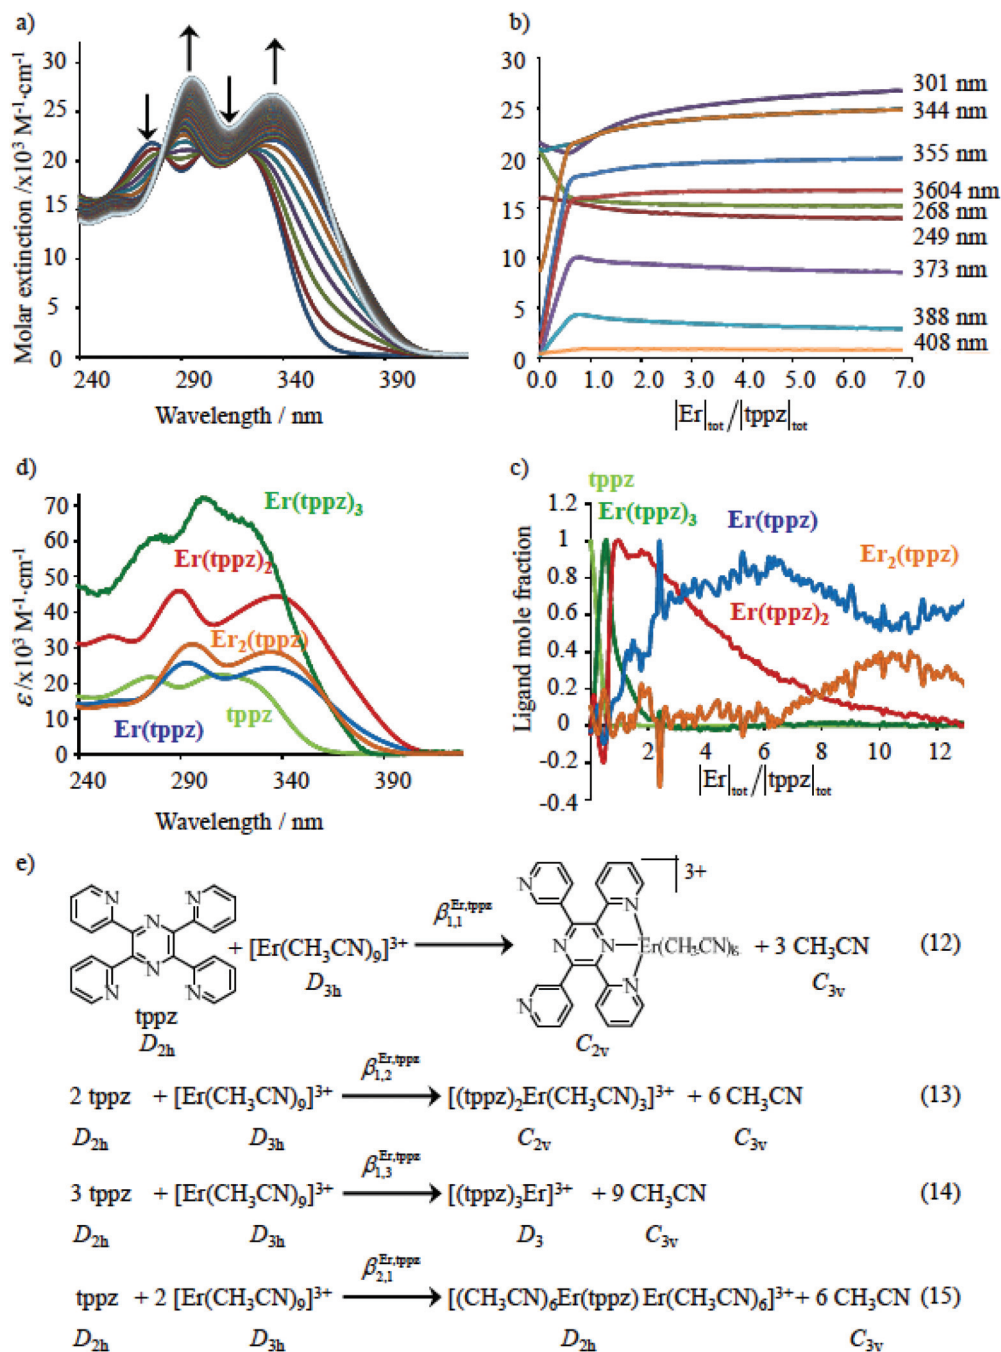 a)
30
25
20
15
10
5
0
Molar extinction /x10³ M⁻¹·cm⁻¹
240 290 340 390
Wavelength / nm
b)
30
25
20
15
10
5
0
301 nm
344 nm
355 nm
3604 nm
268 nm
249 nm
373 nm
388 nm
408 nm
0.0 1.0 2.0 3.0 4.0 5.0 6.0 7.0
|Er|tot/|tppz|tot
d)
70
60
50
40
30
20
10
0
ε /x10³ M⁻¹·cm⁻¹
Er(tppz)₃
Er(tppz)₂
Er₂(tppz)
Er(tppz)
tppz
240 290 340 390
Wavelength / nm
c)
tppz
1.2
1
0.8
0.6
0.4
0.2
0
-0.2
-0.4
Ligand mole fraction
Er(tppz)₃
Er(tppz)
Er₂(tppz)
Er(tppz)₂
2 4 6 8 10 12
|Er|tot/|tppz|tot
e)
N N N N N N
tppz
D₂h
+ [Er(CH₃CN)₉]³⁺
D₃h
β₁,₁^Er,tppz
N N N N N N Er(CH₃CN)₆ 3+
C₂v
+ 3 CH₃CN
C₃v
(12)
β₁,₂^Er,tppz
2 tppz + [Er(CH₃CN)₉]³⁺ [(tppz)₂Er(CH₃CN)₃]³⁺ + 6 CH₃CN (13)
D₂h D₃h C₂v C₃v
β₁,₃^Er,tppz
3 tppz + [Er(CH₃CN)₉]³⁺ [(tppz)₃Er]³⁺ + 9 CH₃CN (14)
D₂h D₃h D₃ C₃v
β₂,₁^Er,tppz
tppz + 2 [Er(CH₃CN)₉]³⁺ [(CH₃CN)₆Er(tppz) Er(CH₃CN)₆]³⁺+ 6 CH₃CN (15)
D₂h D₃h D₂h C₃v